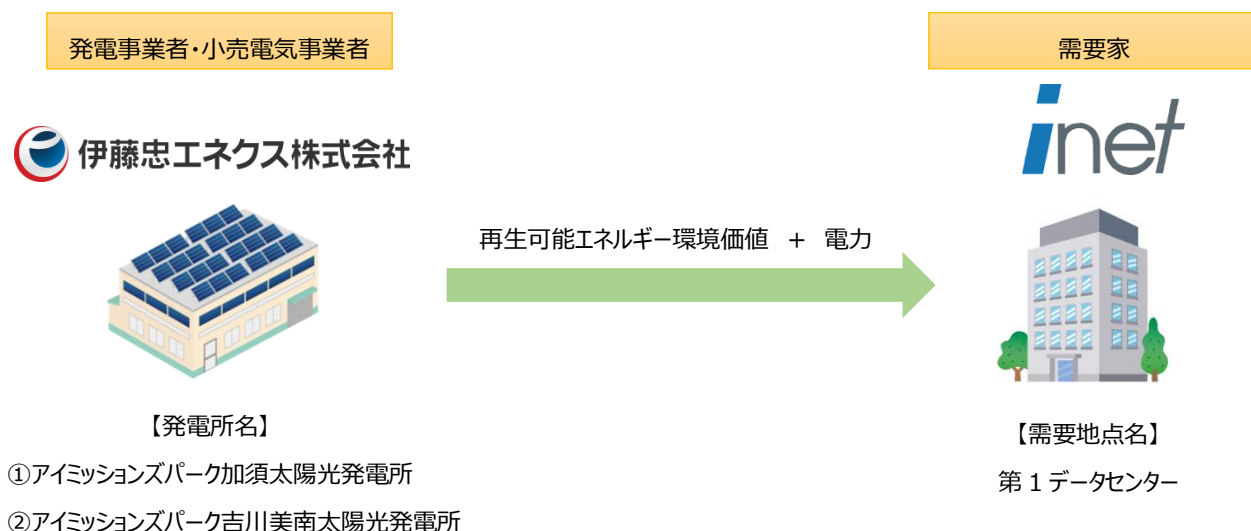 発電事業者・小売電気事業者
需要家
伊藤忠エネクス株式会社
inet
再生可能エネルギー環境価値 + 電力
【発電所名】
①アイミッションズパーク加須太陽光発電所
②アイミッションズパーク吉川美南太陽光発電所
【需要地点名】
第1データセンター